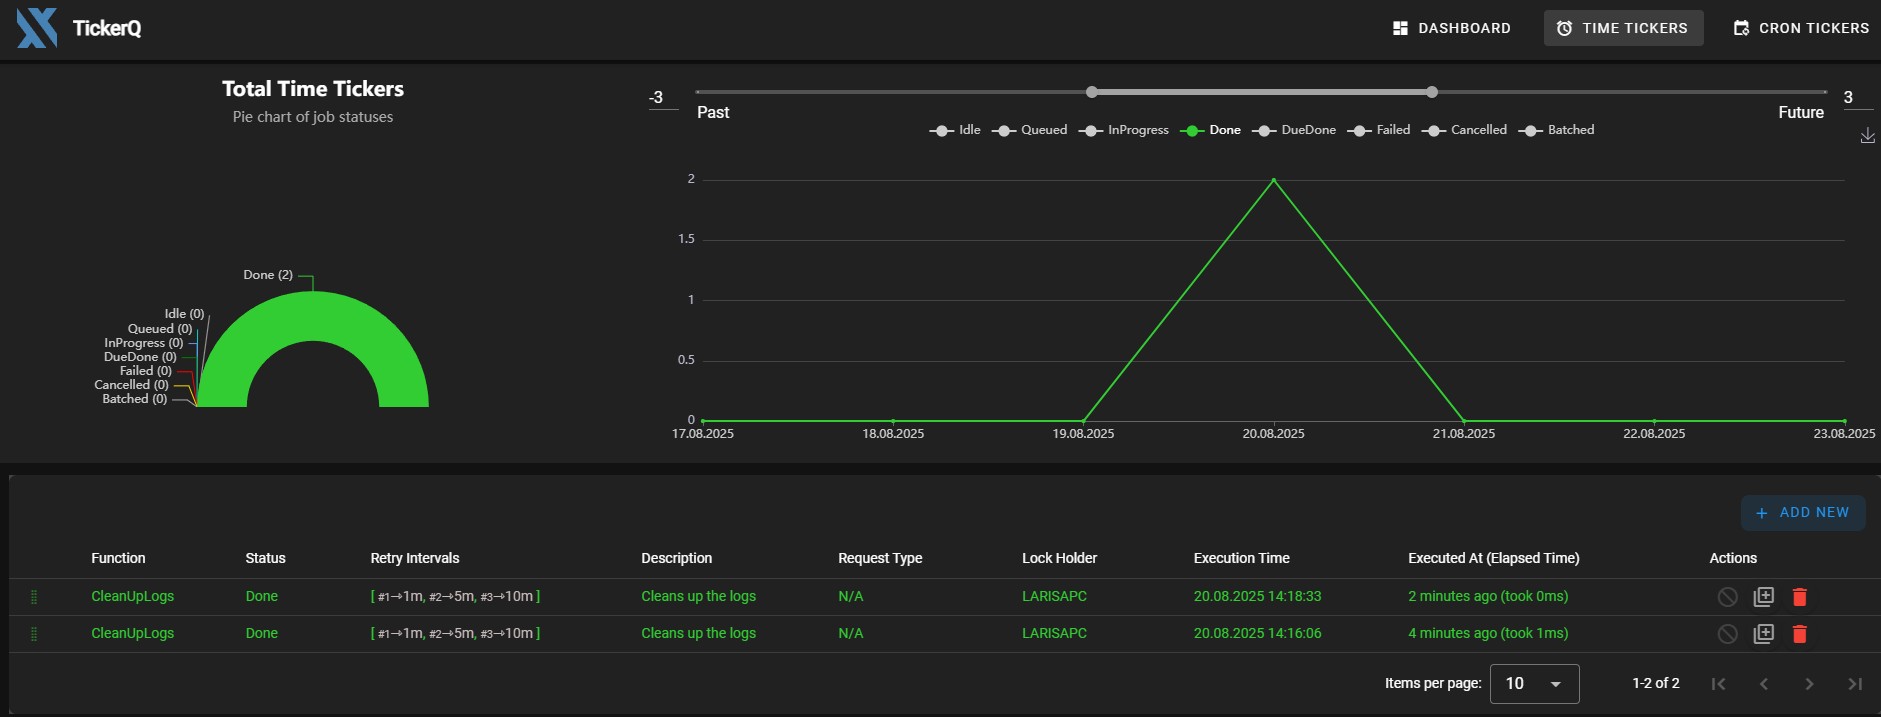 TickerQ
DASHBOARD
TIME TICKERS
CRON TICKERS
Total Time Tickers
Pie chart of job statuses
-3
Past
3
Future
Idle Queued InProgress Done DueDone Failed Cancelled Batched
Done (2)
Idle (0)
Queued (0)
InProgress (0)
DueDone (0)
Failed (0)
Cancelled (0)
Batched (0)
2
1.5
1
0.5
0
17.08.2025 18.08.2025 19.08.2025 20.08.2025 21.08.2025 22.08.2025 23.08.2025
+ ADD NEW
Function Status Retry Intervals Description Request Type Lock Holder Execution Time Executed At (Elapsed Time) Actions
CleanUpLogs Done [ #1→1m, #2→5m, #3→10m ] Cleans up the logs N/A LARISAPC 20.08.2025 14:18:33 2 minutes ago (took 0ms)
CleanUpLogs Done [ #1→1m, #2→5m, #3→10m ] Cleans up the logs N/A LARISAPC 20.08.2025 14:16:06 4 minutes ago (took 1ms)
Items per page: 10 1-2 of 2